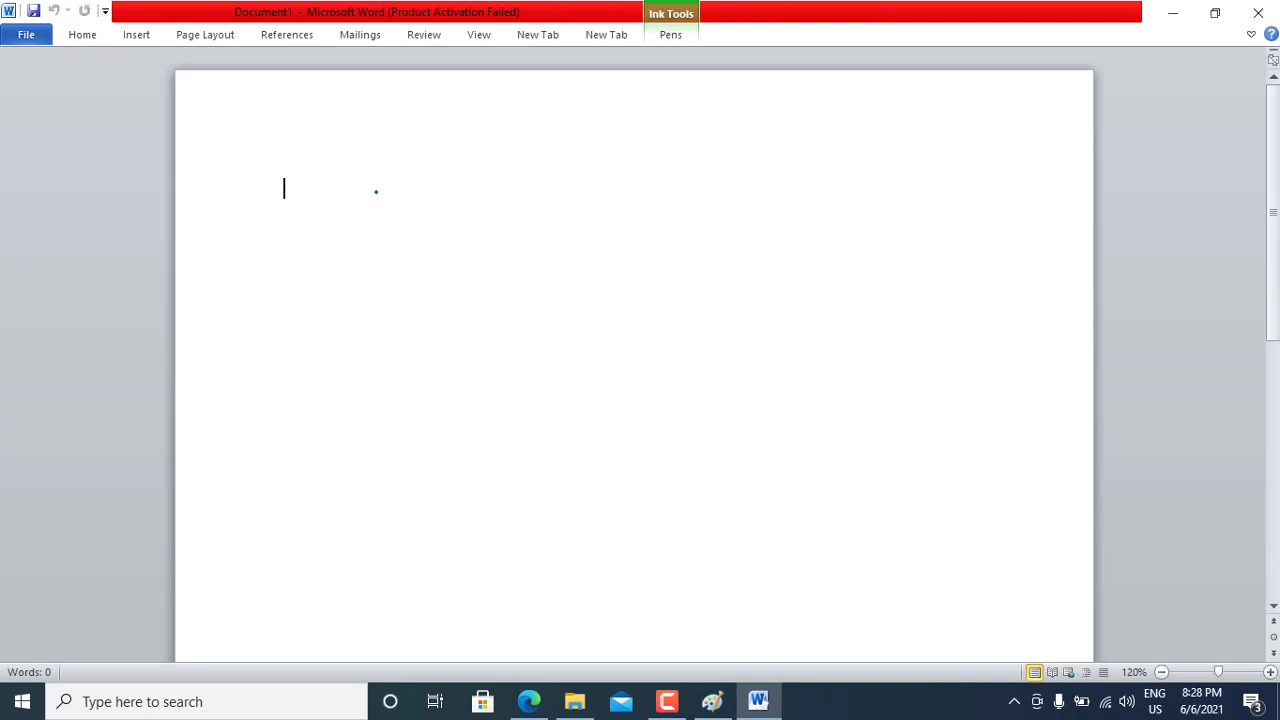 Document1 - Microsoft Word (Product Activation Failed)
Ink Tools
File Home Insert Page Layout References Mailings Review View New Tab New Tab Pens
Words: 0
120%
Type here to search
ENG
US
8:28 PM
6/6/2021
3